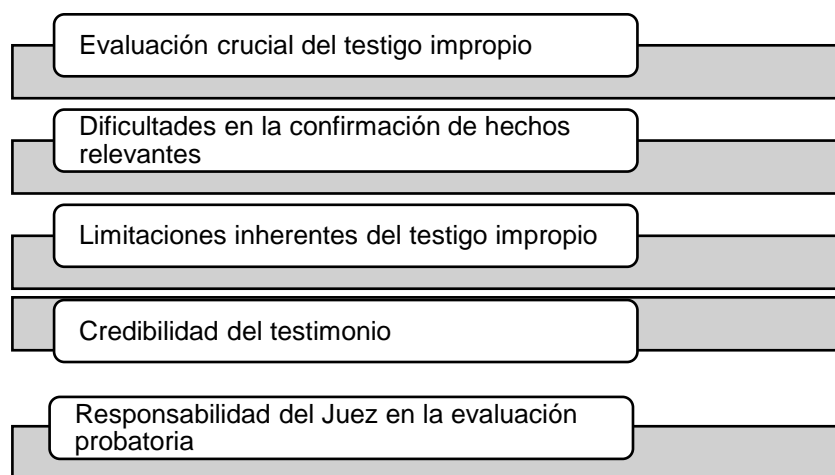 Evaluación crucial del testigo impropio
Dificultades en la confirmación de hechos
relevantes
Limitaciones inherentes del testigo impropio
Credibilidad del testimonio
Responsabilidad del Juez en la evaluación
probatoria